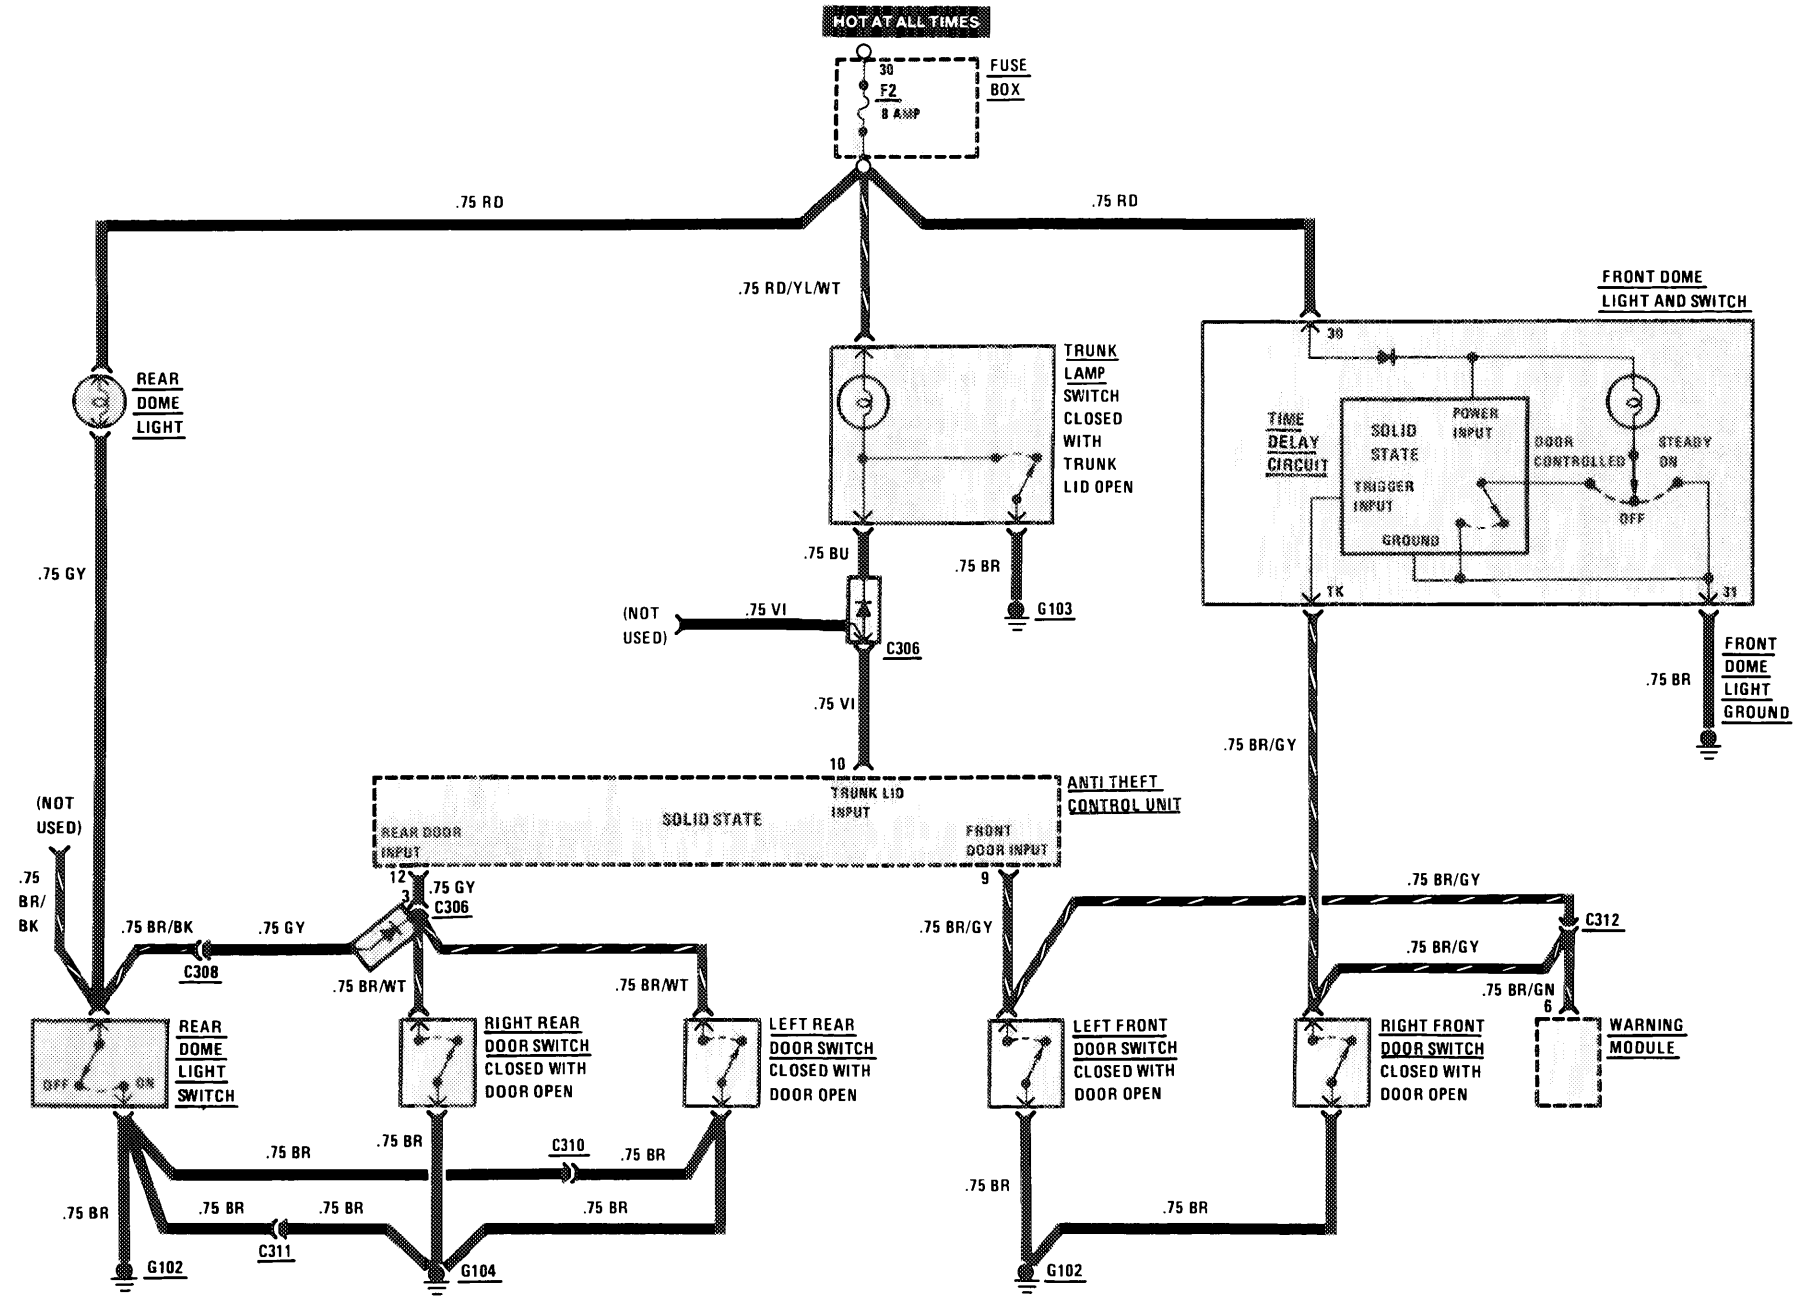 HOT AT ALL TIMES
30
F2
8 AMP
FUSE
BOX
.75 RD
.75 RD
.75 RD/YL/WT
FRONT DOME
LIGHT AND SWITCH
30
TRUNK
LAMP
SWITCH
CLOSED
WITH
TRUNK
LID OPEN
REAR
DOME
LIGHT
TIME
DELAY
CIRCUIT
SOLID
STATE
POWER
INPUT
TRIGGER
INPUT
GROUND
DOOR
CONTROLLED
STEADY
ON
OFF
TK
31
.75 GY
.75 BU
.75 BR
G103
(NOT
USED)
.75 VI
C306
.75 VI
FRONT
DOME
LIGHT
GROUND
.75 BR
.75 BR/GY
10
TRUNK LID
INPUT
SOLID STATE
REAR DOOR
INPUT
FRONT
DOOR INPUT
ANTI THEFT
CONTROL UNIT
(NOT
USED)
.75
BR/
BK
12
3
.75 GY
C306
9
.75 BR/GY
.75 BR/GY
C312
.75 BR/BK
.75 GY
C308
.75 BR/WT
.75 BR/WT
.75 BR/GY
.75 BR/GN
6
REAR
DOME
LIGHT
SWITCH
OFF
ON
RIGHT REAR
DOOR SWITCH
CLOSED WITH
DOOR OPEN
LEFT REAR
DOOR SWITCH
CLOSED WITH
DOOR OPEN
LEFT FRONT
DOOR SWITCH
CLOSED WITH
DOOR OPEN
RIGHT FRONT
DOOR SWITCH
CLOSED WITH
DOOR OPEN
WARNING
MODULE
.75 BR
.75 BR
C310
.75 BR
.75 BR
.75 BR
.75 BR
.75 BR
C311
.75 BR
.75 BR
G102
G104
G102